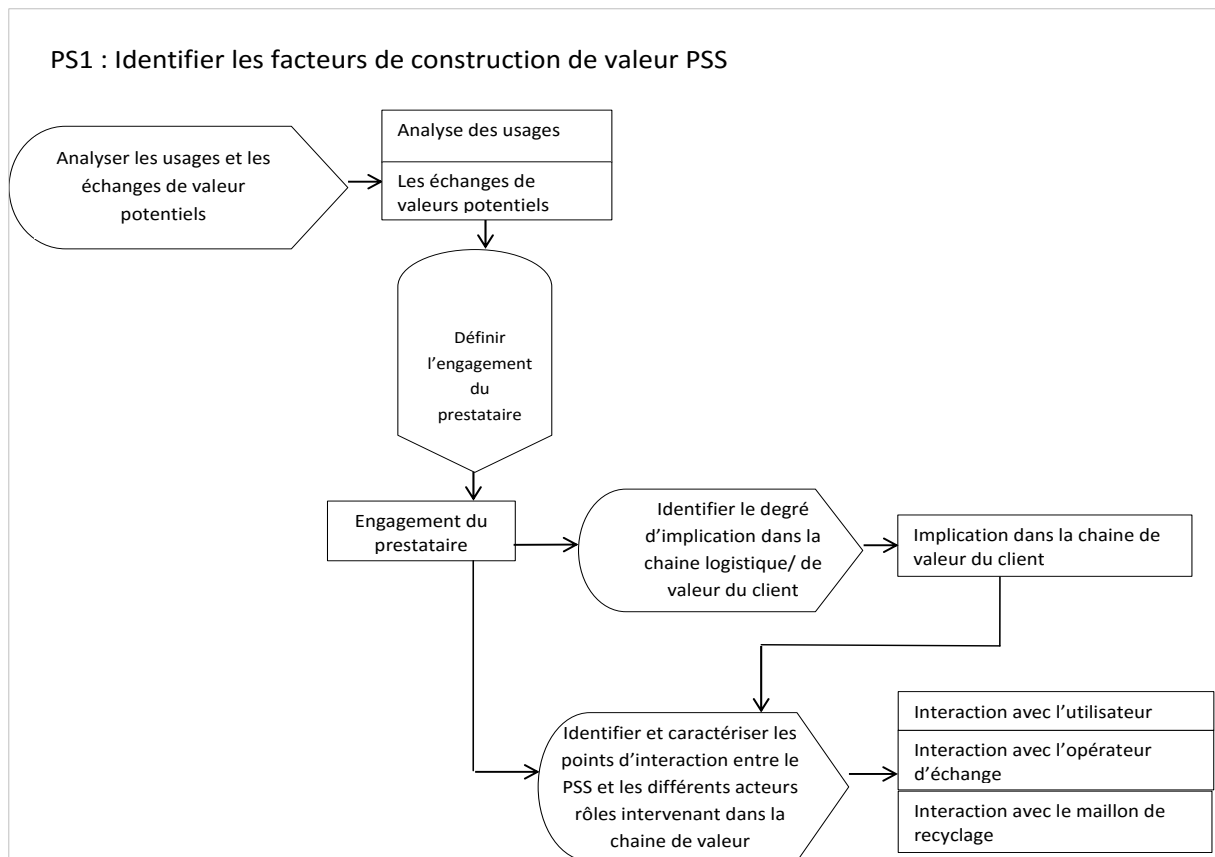 PS1 : Identifier les facteurs de construction de valeur PSS
Analyser les usages et les
échanges de valeur
potentiels
Analyse des usages
Les échanges de
valeurs potentiels
Définir
l’engagement
du
prestataire
Engagement du
prestataire
Identifier le degré
d’implication dans la
chaine logistique/ de
valeur du client
Implication dans la chaine de
valeur du client
Identifier et caractériser les
points d’interaction entre le
PSS et les différents acteurs
rôles intervenant dans la
chaine de valeur
Interaction avec l’utilisateur
Interaction avec l’opérateur
d’échange
Interaction avec le maillon de
recyclage